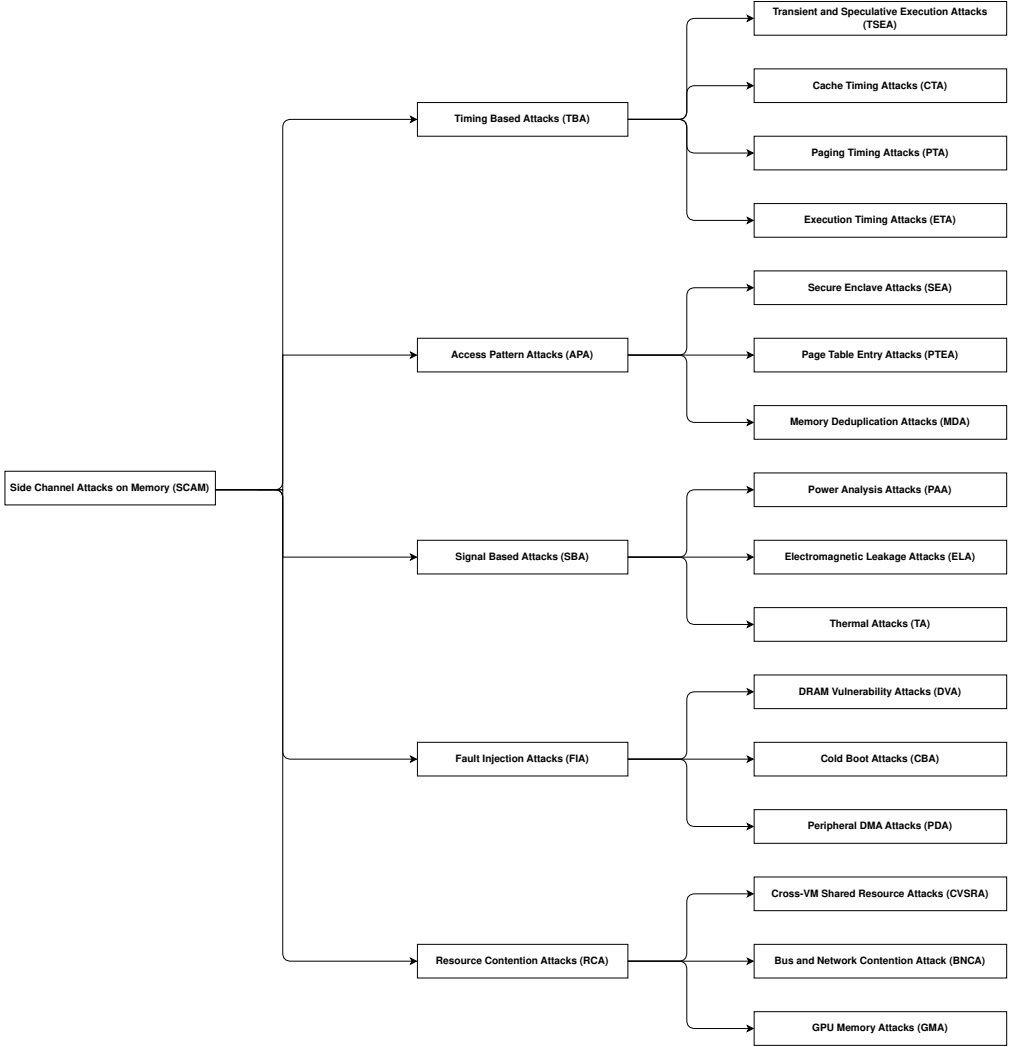 Side Channel Attacks on Memory (SCAM)
Timing Based Attacks (TBA)
Transient and Speculative Execution Attacks
(TSEA)
Cache Timing Attacks (CTA)
Paging Timing Attacks (PTA)
Execution Timing Attacks (ETA)
Access Pattern Attacks (APA)
Secure Enclave Attacks (SEA)
Page Table Entry Attacks (PTEA)
Memory Deduplication Attacks (MDA)
Signal Based Attacks (SBA)
Power Analysis Attacks (PAA)
Electromagnetic Leakage Attacks (ELA)
Thermal Attacks (TA)
Fault Injection Attacks (FIA)
DRAM Vulnerability Attacks (DVA)
Cold Boot Attacks (CBA)
Peripheral DMA Attacks (PDA)
Resource Contention Attacks (RCA)
Cross-VM Shared Resource Attacks (CVSRA)
Bus and Network Contention Attack (BNCA)
GPU Memory Attacks (GMA)